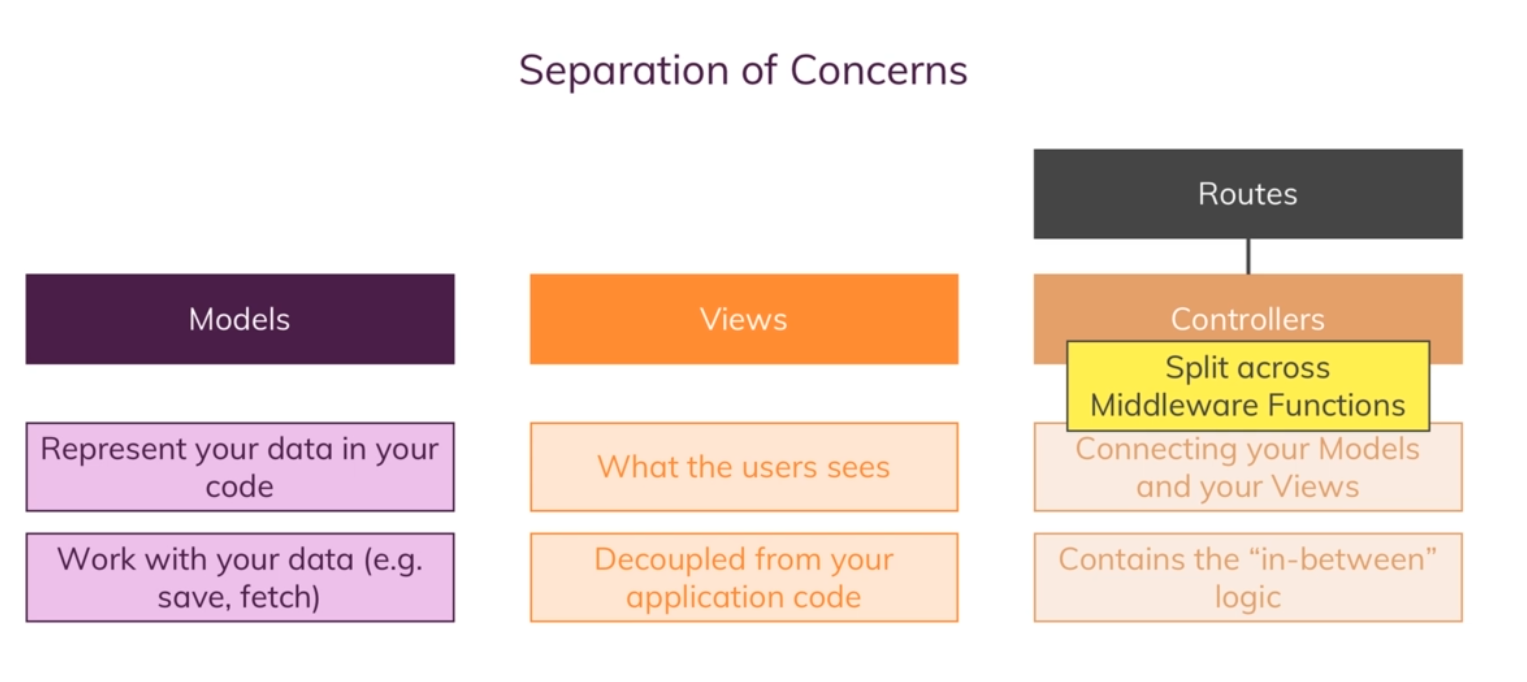 Separation of Concerns
Routes
Models
Views
Controllers
Split across
Middleware Functions
Represent your data in your
code
What the users sees
Connecting your Models
and your Views
Work with your data (e.g.
save, fetch)
Decoupled from your
application code
Contains the “in-between”
logic